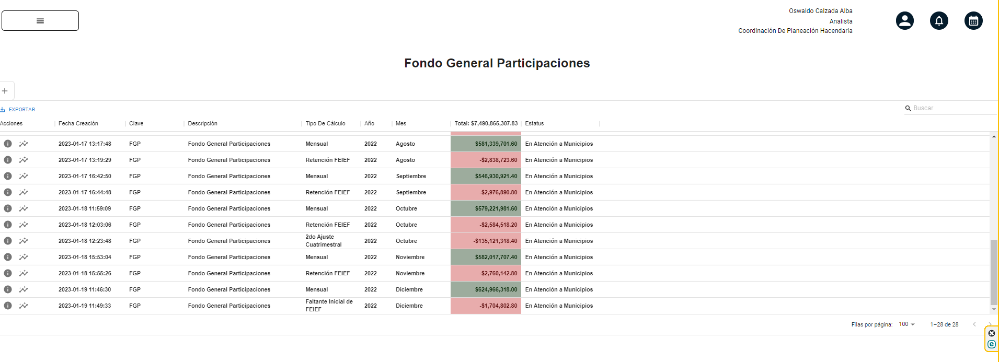 Oswaldo Calzada Alba
Analista
Coordinación De Planeación Hacendaria
Fondo General Participaciones
EXPORTAR
Buscar
Acciones Fecha Creación Clave Descripción Tipo De Cálculo Año Mes Total: $7,490,865,307.83 Estatus
2023-01-17 13:17:48 FGP Fondo General Participaciones Mensual 2022 Agosto $581,339,701.60 En Atención a Municipios
2023-01-17 13:19:29 FGP Fondo General Participaciones Retención FEIEF 2022 Agosto -$2,838,723.60 En Atención a Municipios
2023-01-17 16:42:50 FGP Fondo General Participaciones Mensual 2022 Septiembre $546,930,921.40 En Atención a Municipios
2023-01-17 16:44:48 FGP Fondo General Participaciones Retención FEIEF 2022 Septiembre -$2,976,890.80 En Atención a Municipios
2023-01-18 11:59:09 FGP Fondo General Participaciones Mensual 2022 Octubre $579,221,981.60 En Atención a Municipios
2023-01-18 12:03:06 FGP Fondo General Participaciones Retención FEIEF 2022 Octubre -$2,584,518.20 En Atención a Municipios
2023-01-18 12:23:48 FGP Fondo General Participaciones 2do Ajuste Cuatrimestral 2022 Octubre -$135,121,318.40 En Atención a Municipios
2023-01-18 15:53:04 FGP Fondo General Participaciones Mensual 2022 Noviembre $582,017,707.40 En Atención a Municipios
2023-01-18 15:55:26 FGP Fondo General Participaciones Retención FEIEF 2022 Noviembre -$2,760,142.80 En Atención a Municipios
2023-01-19 11:46:30 FGP Fondo General Participaciones Mensual 2022 Diciembre $624,966,318.00 En Atención a Municipios
2023-01-19 11:49:33 FGP Fondo General Participaciones Faltante Inicial de FEIEF 2022 Diciembre -$1,704,802.80 En Atención a Municipios
Filas por página: 100 1–28 de 28